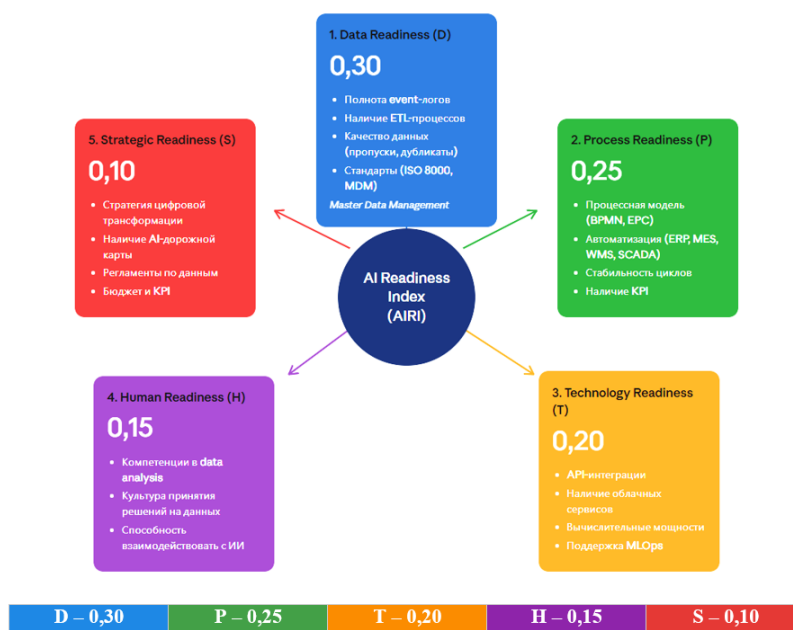 1. Data Readiness (D)
0,30
• Полнота event-логов
• Наличие ETL-процессов
• Качество данных
(пропуски, дубликаты)
• Стандарты (ISO 8000,
MDM)
Master Data Management
5. Strategic Readiness (S)
0,10
• Стратегия цифровой
трансформации
• Наличие AI-дорожной
карты
• Регламенты по данным
• Бюджет и KPI
2. Process Readiness (P)
0,25
• Процессная модель
(BPMN, EPC)
• Автоматизация (ERP, MES,
WMS, SCADA)
• Стабильность циклов
• Наличие KPI
AI Readiness
Index
(AIRI)
4. Human Readiness (H)
0,15
• Компетенции в data
analysis
• Культура принятия
решений на данных
• Способность
взаимодействовать с ИИ
3. Technology Readiness
(T)
0,20
• API-интеграции
• Наличие облачных
сервисов
• Вычислительные мощности
• Поддержка MLOps
D – 0,30 P – 0,25 T – 0,20 H – 0,15 S – 0,10